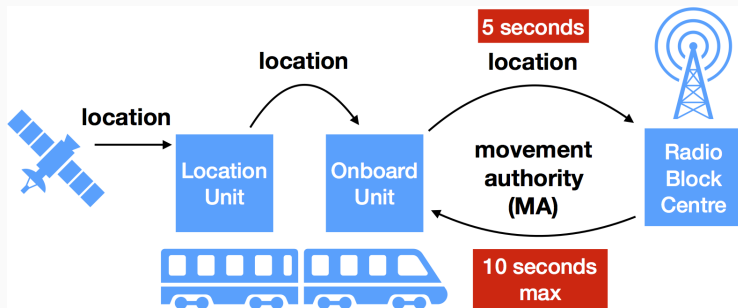 5 seconds
location
location
location
Location
Unit
Onboard
Unit
movement
authority
(MA)
Radio
Block
Centre
10 seconds
max